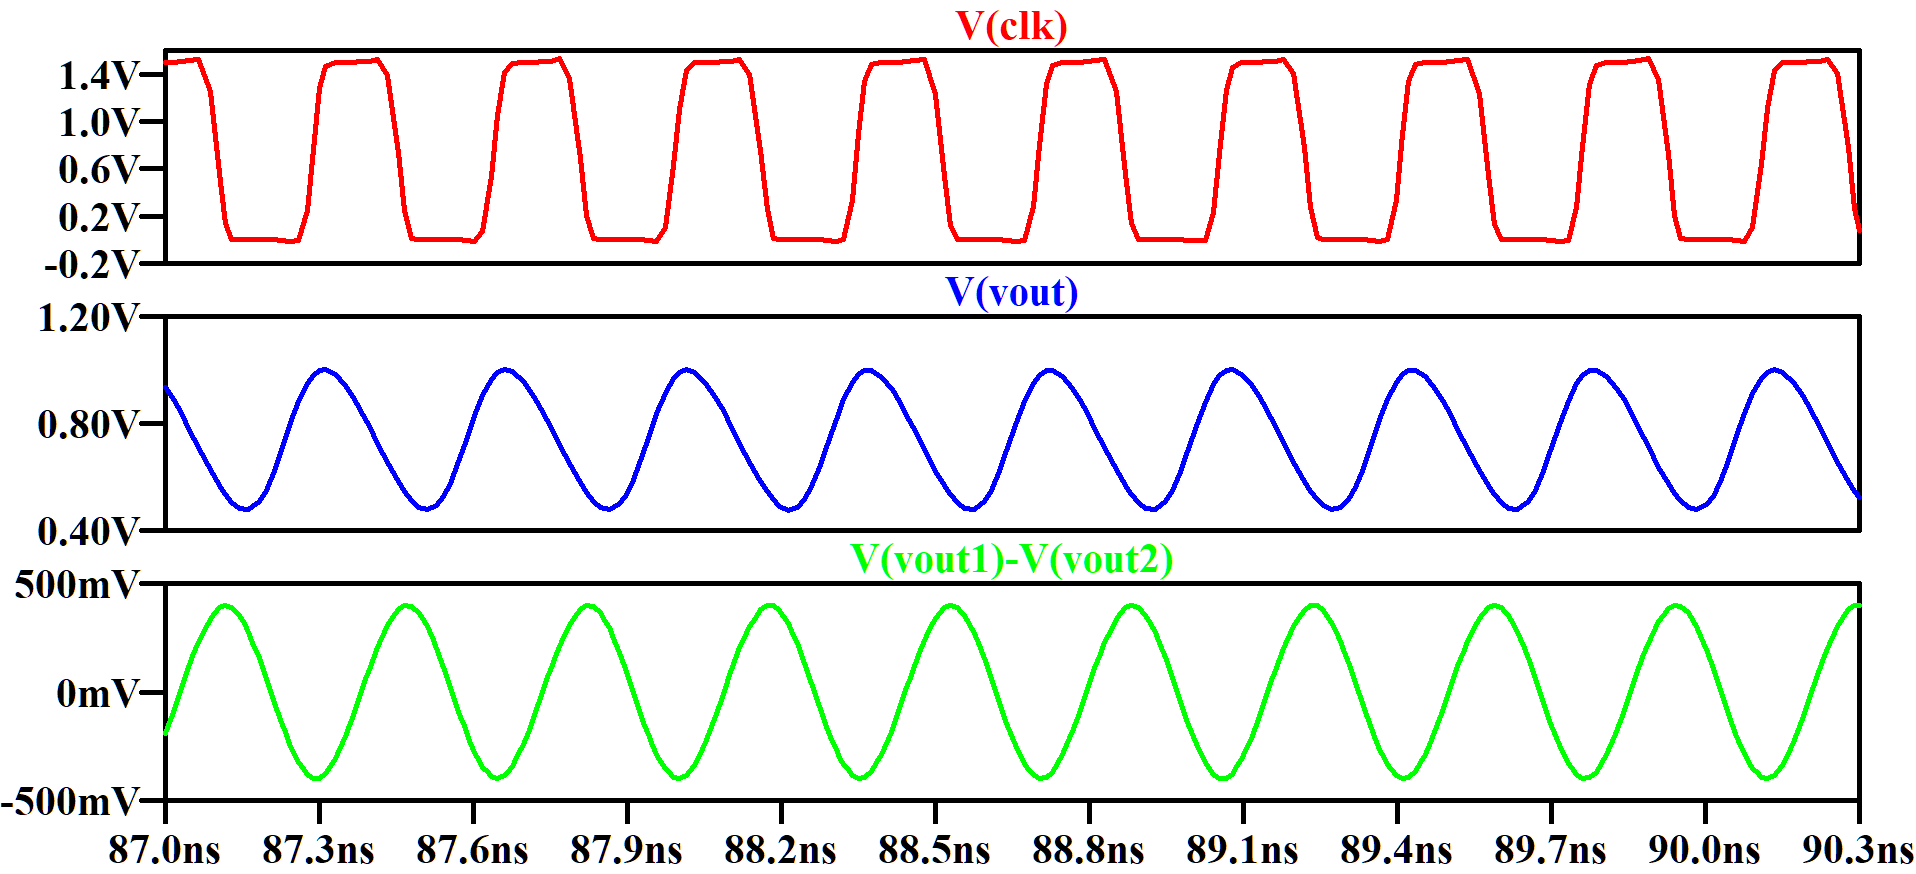 V(clk)
1.4V
1.0V
0.6V
0.2V
-0.2V
V(vout)
1.20V
0.80V
0.40V
V(vout1)-V(vout2)
500mV
0mV
-500mV
87.0ns 87.3ns 87.6ns 87.9ns 88.2ns 88.5ns 88.8ns 89.1ns 89.4ns 89.7ns 90.0ns 90.3ns